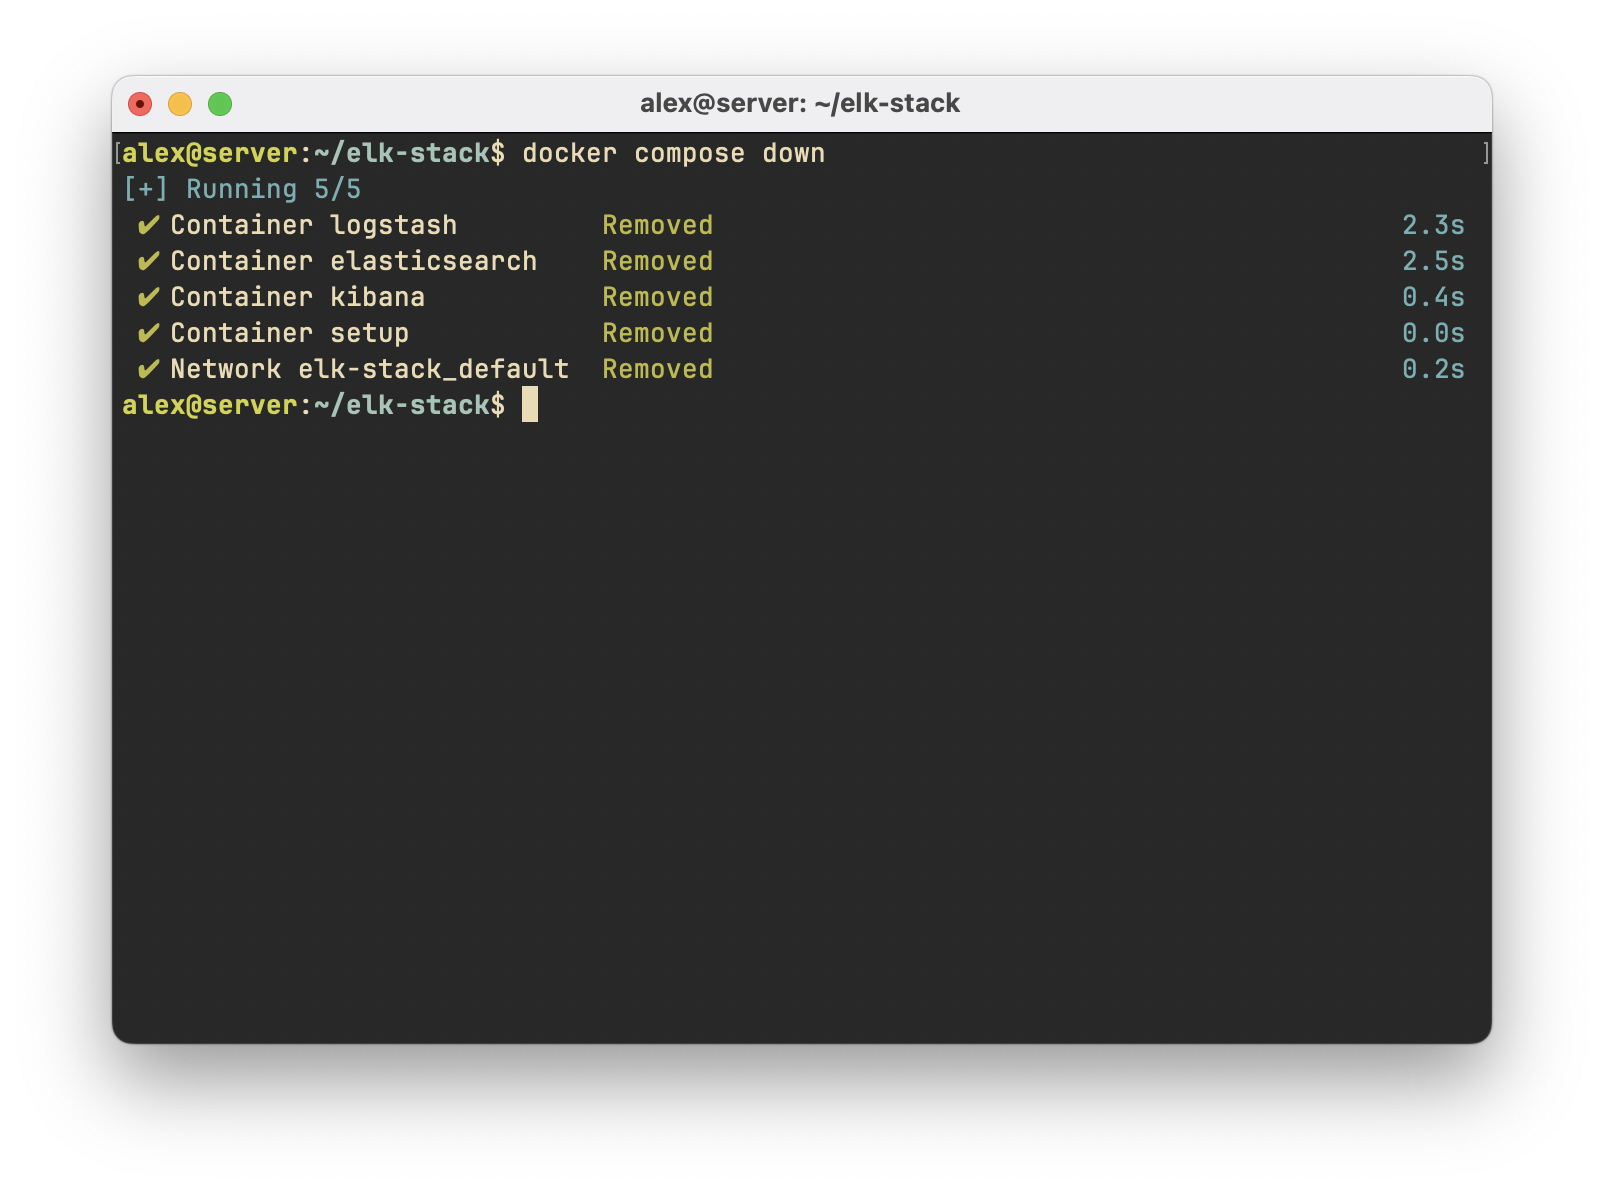 alex@server: ~/elk-stack
[alex@server:~/elk-stack$ docker compose down ]
[+] Running 5/5
✔ Container logstash Removed 2.3s
✔ Container elasticsearch Removed 2.5s
✔ Container kibana Removed 0.4s
✔ Container setup Removed 0.0s
✔ Network elk-stack_default Removed 0.2s
alex@server:~/elk-stack$